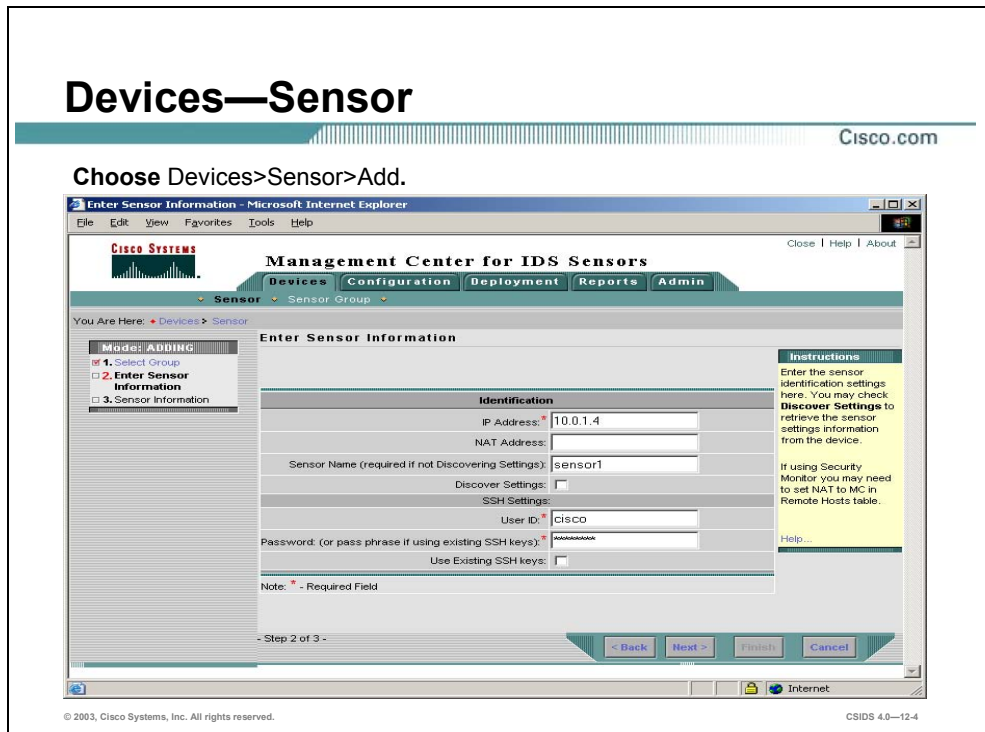 Devices—Sensor
Cisco.com
Choose Devices>Sensor>Add.
Enter Sensor Information - Microsoft Internet Explorer
File Edit View Favorites Tools Help
Close | Help | About
CISCO SYSTEMS
Management Center for IDS Sensors
Devices Configuration Deployment Reports Admin
Sensor Sensor Group
You Are Here: Devices > Sensor
Mode: ADDING
1. Select Group
2. Enter Sensor
Information
3. Sensor Information
Enter Sensor Information
Identification
IP Address:* 10.0.1.4
NAT Address:
Sensor Name (required if not Discovering Settings): sensor1
Discover Settings:
SSH Settings:
User ID:* cisco
Password: (or pass phrase if using existing SSH keys):* ********
Use Existing SSH keys:
Note: * - Required Field
Instructions
Enter the sensor
identification settings
here. You may check
Discover Settings to
retrieve the sensor
settings information
from the device.
If using Security
Monitor you may need
to set NAT to MC in
Remote Hosts table.
Help...
- Step 2 of 3 -
< Back Next > Finish Cancel
Internet
© 2003, Cisco Systems, Inc. All rights reserved.
CSIDS 4.0—12-4